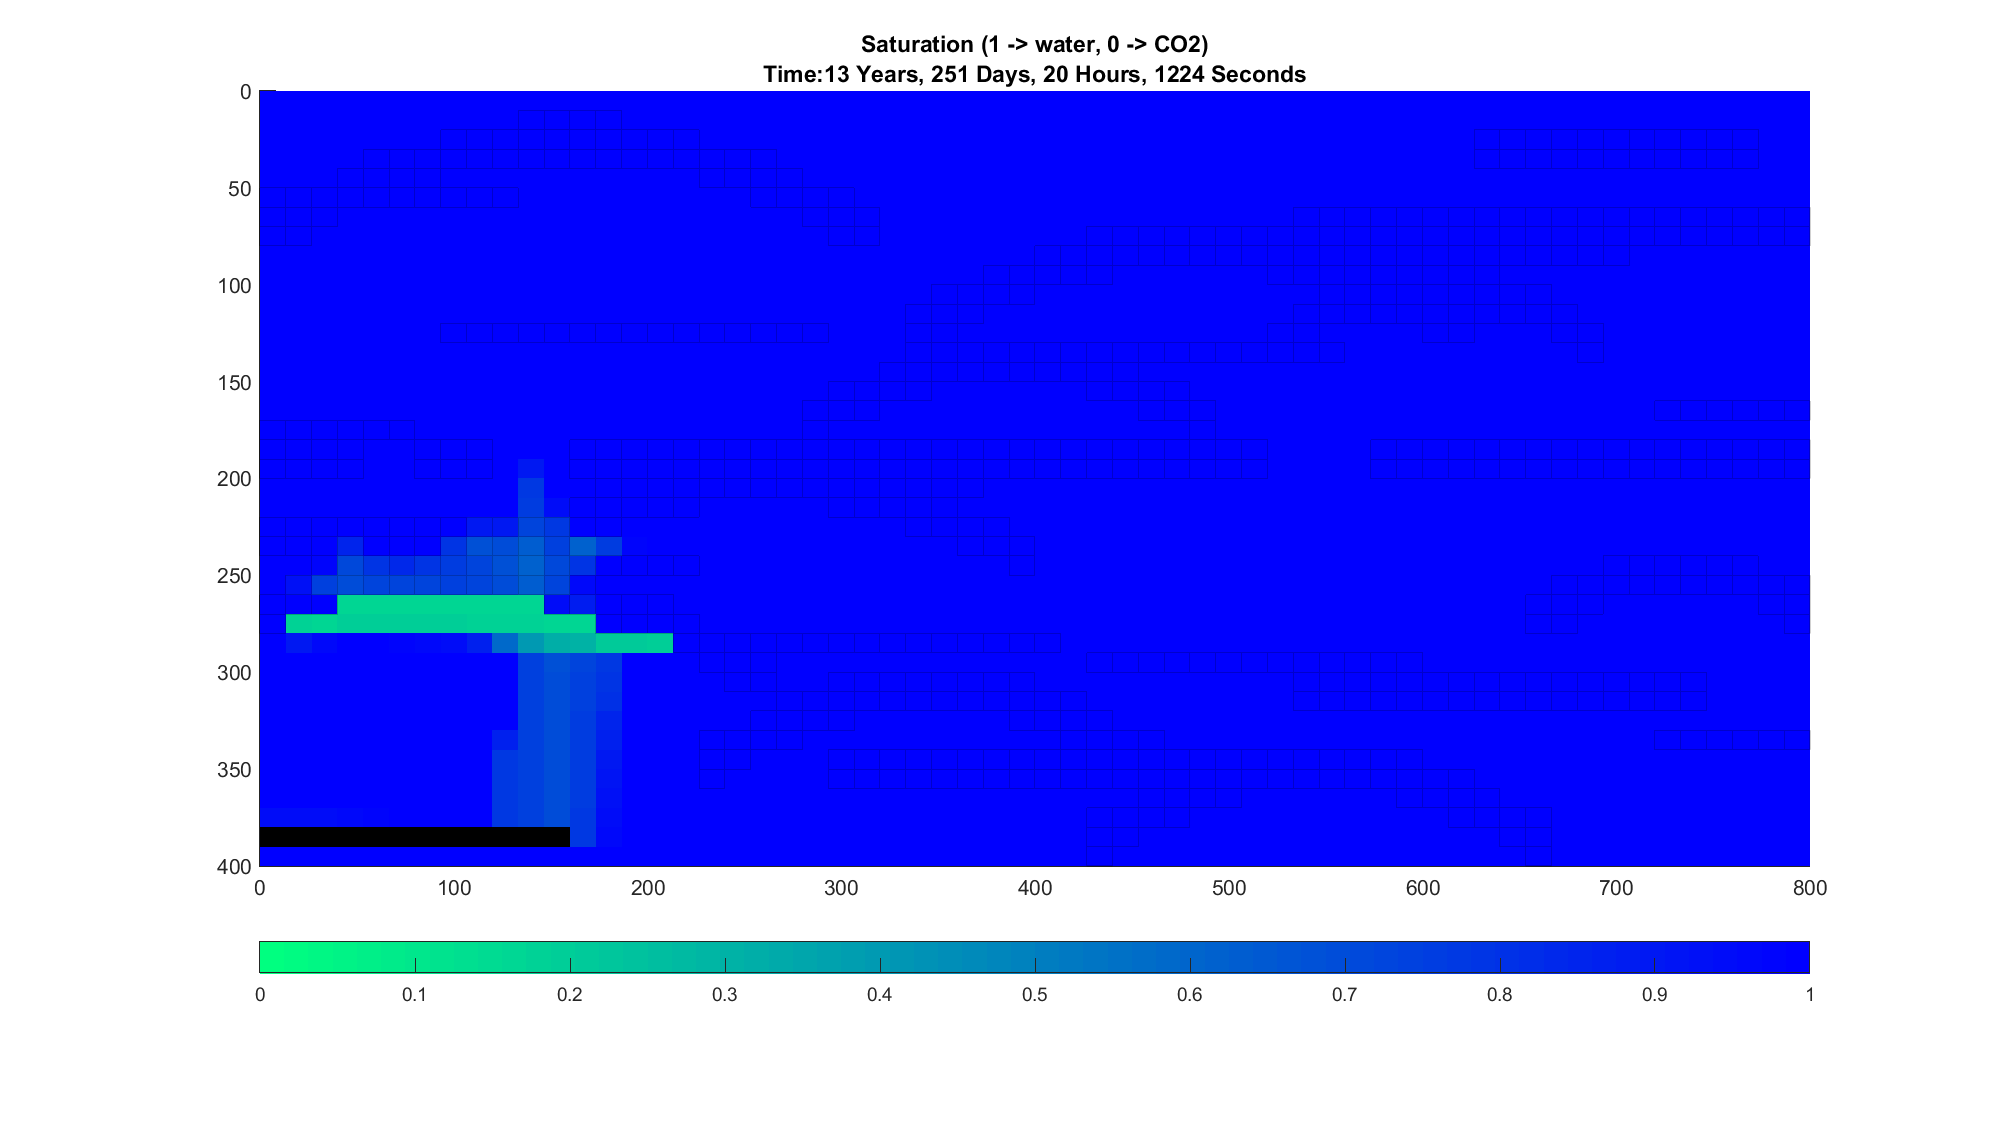 Saturation (1 -> water, 0 -> CO2)
Time:13 Years, 251 Days, 20 Hours, 1224 Seconds
0
50
100
150
200
250
300
350
400
0 100 200 300 400 500 600 700 800
0 0.1 0.2 0.3 0.4 0.5 0.6 0.7 0.8 0.9 1